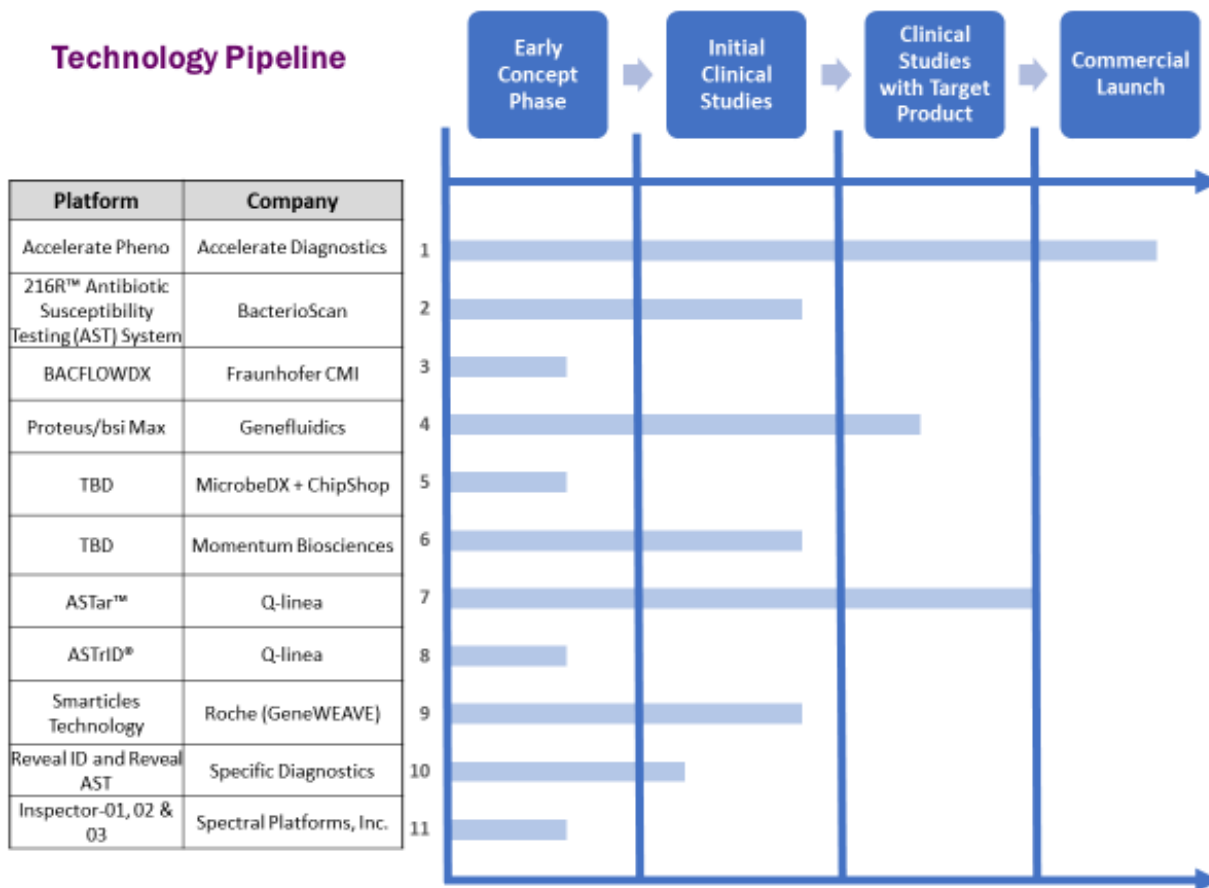 Technology Pipeline
Early
Concept
Phase
Initial
Clinical
Studies
Clinical
Studies
with Target
Product
Commercial
Launch
Platform Company
Accelerate Pheno Accelerate Diagnostics 1
216R™ Antibiotic
Susceptibility
Testing (AST) System
BacterioScan 2
BACFLOWDX Fraunhofer CMI 3
Proteus/bsi Max Genefluidics 4
TBD MicrobeDX + ChipShop 5
TBD Momentum Biosciences 6
ASTar™ Q-linea 7
ASTrID® Q-linea 8
Smarticles
Technology
Roche (GeneWEAVE) 9
Reveal ID and Reveal
AST
Specific Diagnostics 10
Inspector-01, 02 &
03
Spectral Platforms, Inc. 11